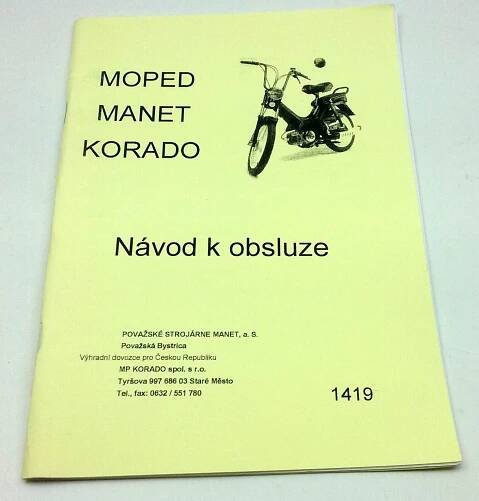 MOPED
MANET
KORADO
Návod k obsluze
POVAŽSKÉ STROJÁRNE MANET, a. S.
Považská Bystrica
Výhradní dovozce pro Českou Republiku
MP KORADO spol. s r.o.
Tyršova 997 686 03 Staré Město
Tel., fax: 0632 / 551 780
1419